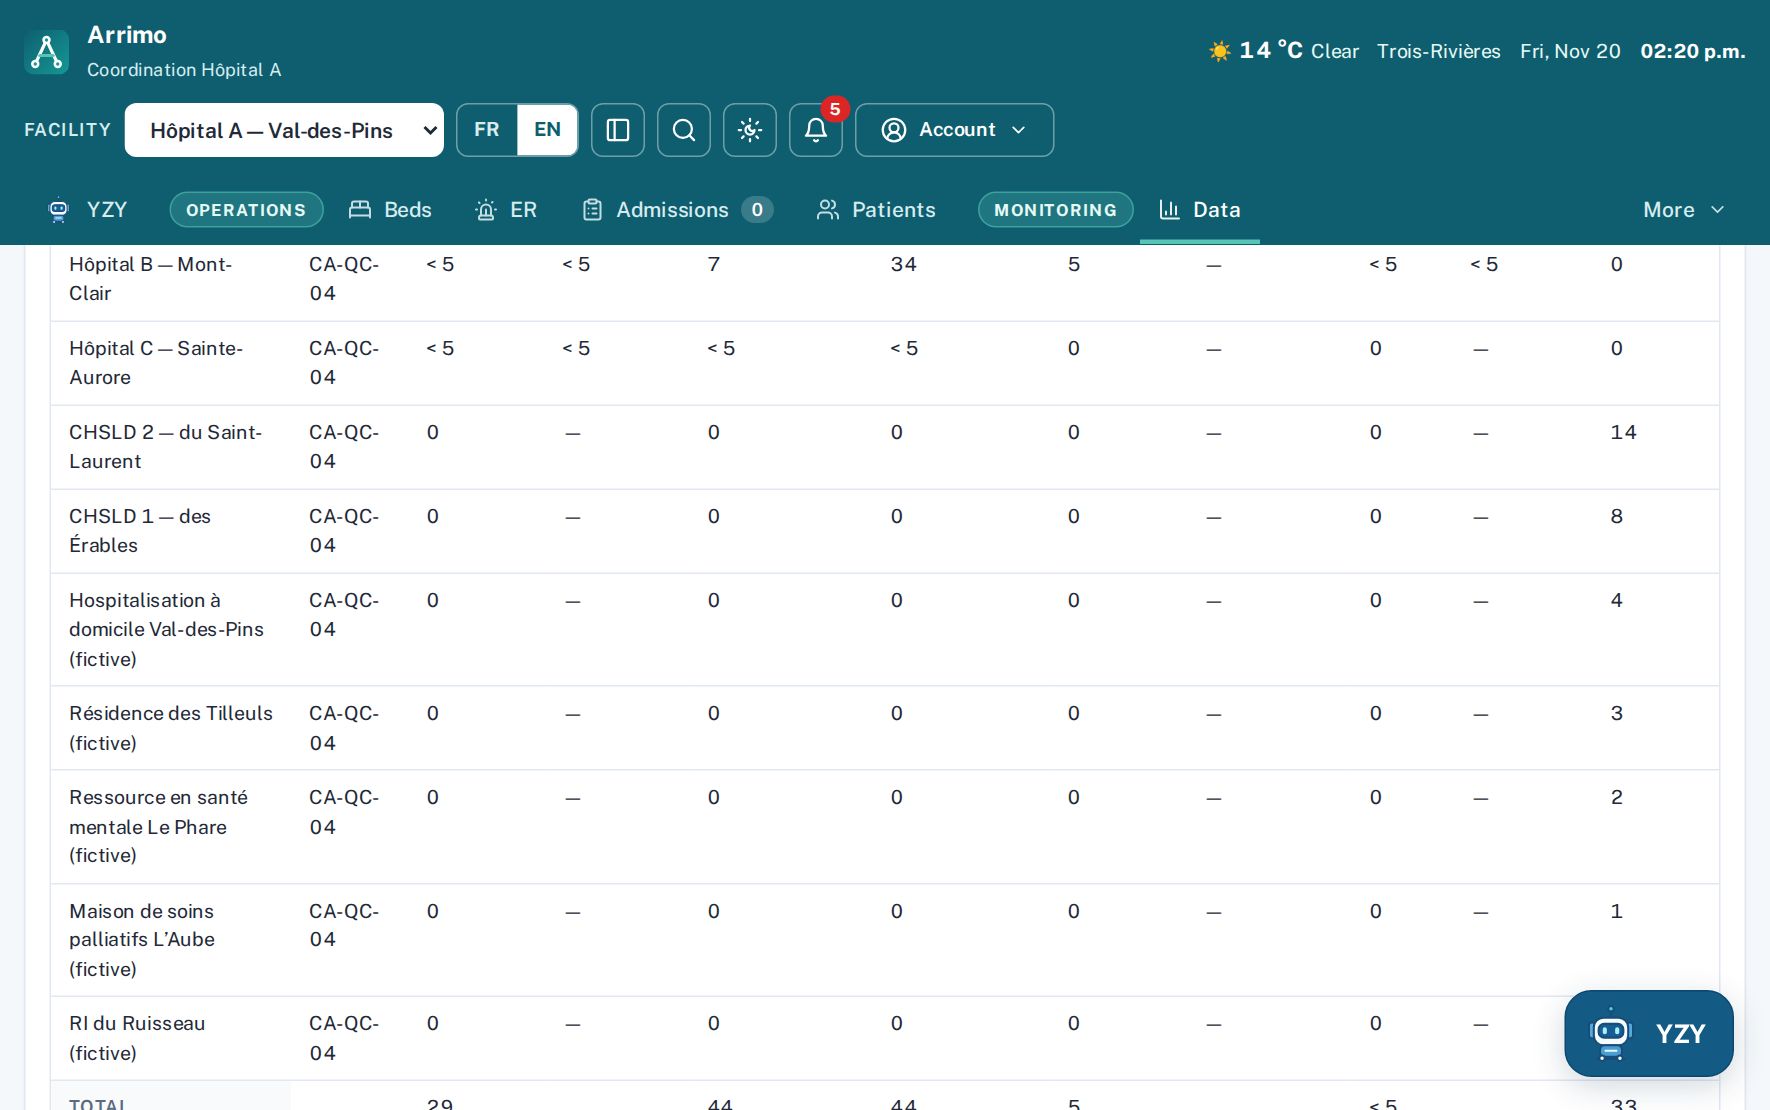 Arrimo
Coordination Hôpital A
☀️ 14 °C Clear Trois-Rivières Fri, Nov 20 02:20 p.m.
FACILITY Hôpital A — Val-des-Pins FR EN 5 Account
YZY OPERATIONS Beds ER Admissions 0 Patients MONITORING Data More
Hôpital B — Mont- CA-QC- < 5 < 5 7 34 5 — < 5 < 5 0
Clair 04
Hôpital C — Sainte- CA-QC- < 5 < 5 < 5 < 5 0 — 0 — 0
Aurore 04
CHSLD 2 — du Saint- CA-QC- 0 — 0 0 0 — 0 — 14
Laurent 04
CHSLD 1 — des CA-QC- 0 — 0 0 0 — 0 — 8
Érables 04
Hospitalisation à CA-QC- 0 — 0 0 0 — 0 — 4
domicile Val-des-Pins 04
(fictive)
Résidence des Tilleuls CA-QC- 0 — 0 0 0 — 0 — 3
(fictive) 04
Ressource en santé CA-QC- 0 — 0 0 0 — 0 — 2
mentale Le Phare 04
(fictive)
Maison de soins CA-QC- 0 — 0 0 0 — 0 — 1
palliatifs L’Aube 04
(fictive)
RI du Ruisseau CA-QC- 0 — 0 0 0 — 0 —
(fictive) 04
YZY
TOTAL 29 44 44 5 < 5 33